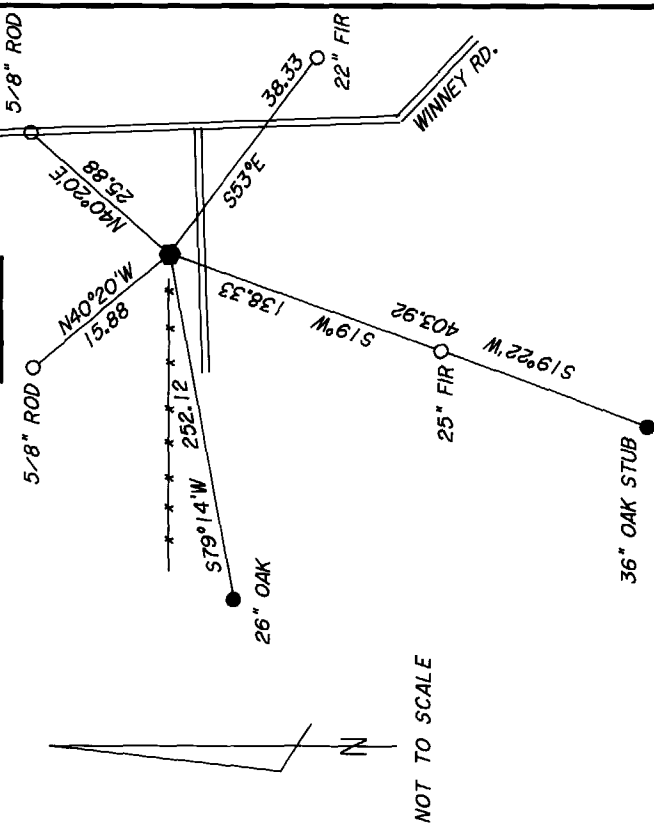 5/8" ROD
5/8" ROD
N40°20'W
15.88
N40°20'E
25.88
38.33
S53°E
22" FIR
WINNEY RD.
252.12
S79°14'W
26" OAK
138.33
S19°W
403.92
25" FIR
S19°22'W
36" OAK STUB
N
NOT TO SCALE